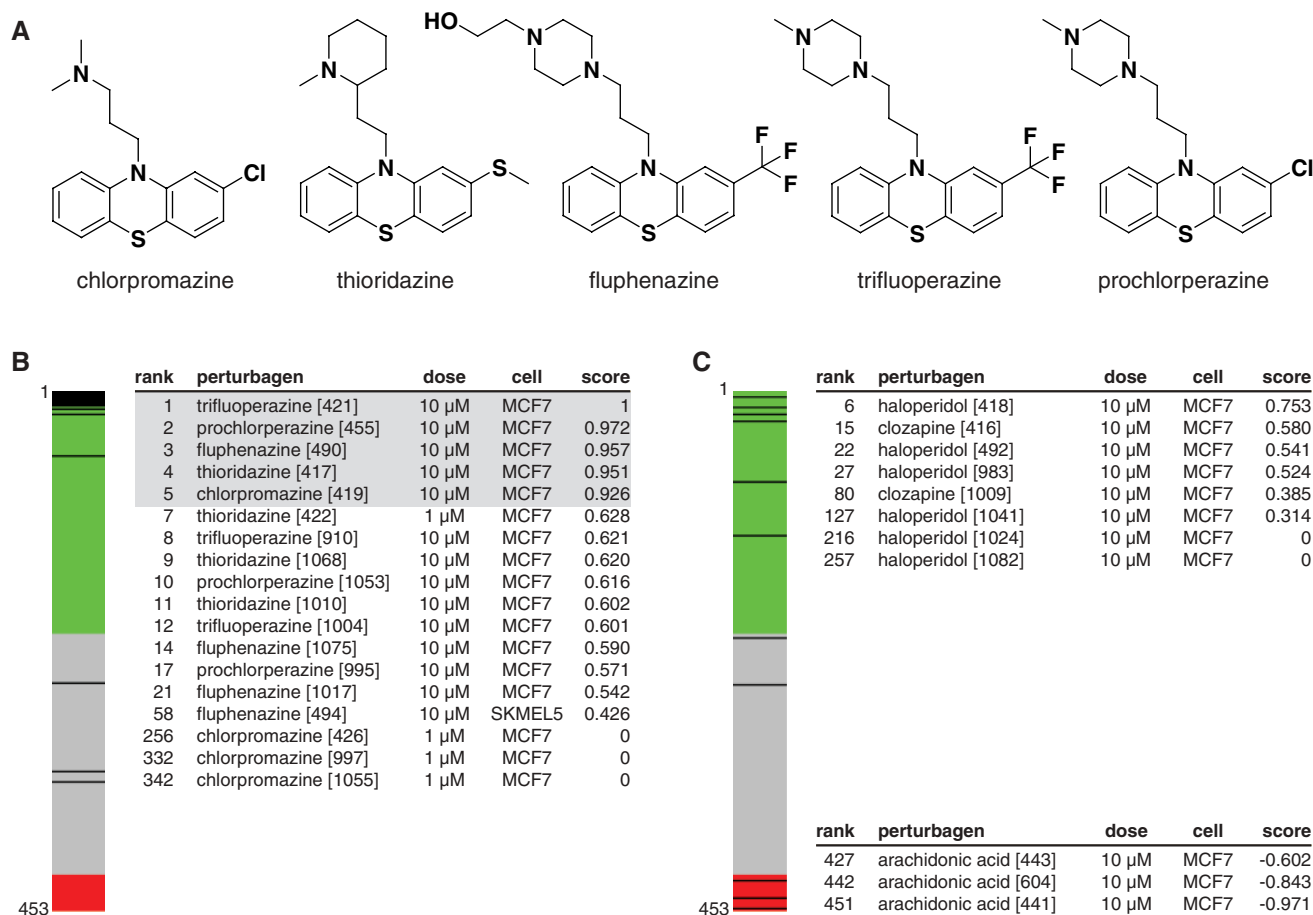 A
N
Cl
N
S
chlorpromazine
N
N
S
S
thioridazine
HO
N
N
F
F
F
N
S
fluphenazine
N
N
F
F
F
N
S
trifluoperazine
N
N
Cl
N
S
prochlorperazine
B
1
453
rank perturbagen dose cell score
1 trifluoperazine [421] 10 µM MCF7 1
2 prochlorperazine [455] 10 µM MCF7 0.972
3 fluphenazine [490] 10 µM MCF7 0.957
4 thioridazine [417] 10 µM MCF7 0.951
5 chlorpromazine [419] 10 µM MCF7 0.926
7 thioridazine [422] 1 µM MCF7 0.628
8 trifluoperazine [910] 10 µM MCF7 0.621
9 thioridazine [1068] 10 µM MCF7 0.620
10 prochlorperazine [1053] 10 µM MCF7 0.616
11 thioridazine [1010] 10 µM MCF7 0.602
12 trifluoperazine [1004] 10 µM MCF7 0.601
14 fluphenazine [1075] 10 µM MCF7 0.590
17 prochlorperazine [995] 10 µM MCF7 0.571
21 fluphenazine [1017] 10 µM MCF7 0.542
58 fluphenazine [494] 10 µM SKMEL5 0.426
256 chlorpromazine [426] 1 µM MCF7 0
332 chlorpromazine [997] 1 µM MCF7 0
342 chlorpromazine [1055] 1 µM MCF7 0
C
1
453
rank perturbagen dose cell score
6 haloperidol [418] 10 µM MCF7 0.753
15 clozapine [416] 10 µM MCF7 0.580
22 haloperidol [492] 10 µM MCF7 0.541
27 haloperidol [983] 10 µM MCF7 0.524
80 clozapine [1009] 10 µM MCF7 0.385
127 haloperidol [1041] 10 µM MCF7 0.314
216 haloperidol [1024] 10 µM MCF7 0
257 haloperidol [1082] 10 µM MCF7 0
rank perturbagen dose cell score
427 arachidonic acid [443] 10 µM MCF7 -0.602
442 arachidonic acid [604] 10 µM MCF7 -0.843
451 arachidonic acid [441] 10 µM MCF7 -0.971